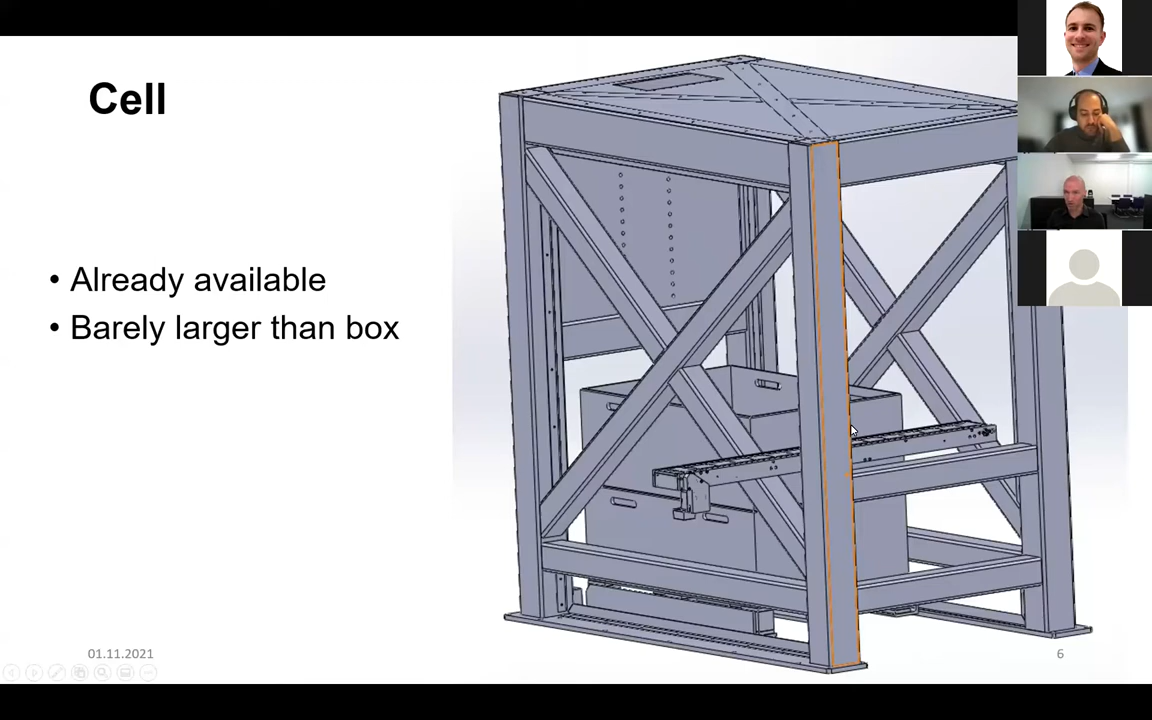 Cell
• Already available
• Barely larger than box
01.11.2021
6